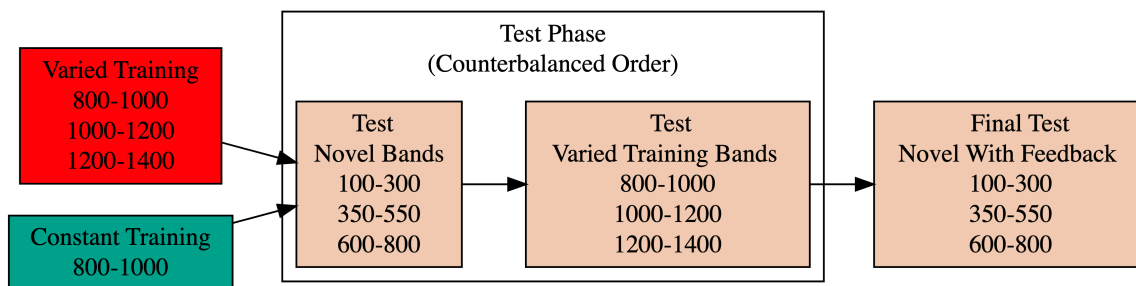 Varied Training
800-1000
1000-1200
1200-1400
Constant Training
800-1000
Test Phase
(Counterbalanced Order)
Test
Novel Bands
100-300
350-550
600-800
Test
Varied Training Bands
800-1000
1000-1200
1200-1400
Final Test
Novel With Feedback
100-300
350-550
600-800